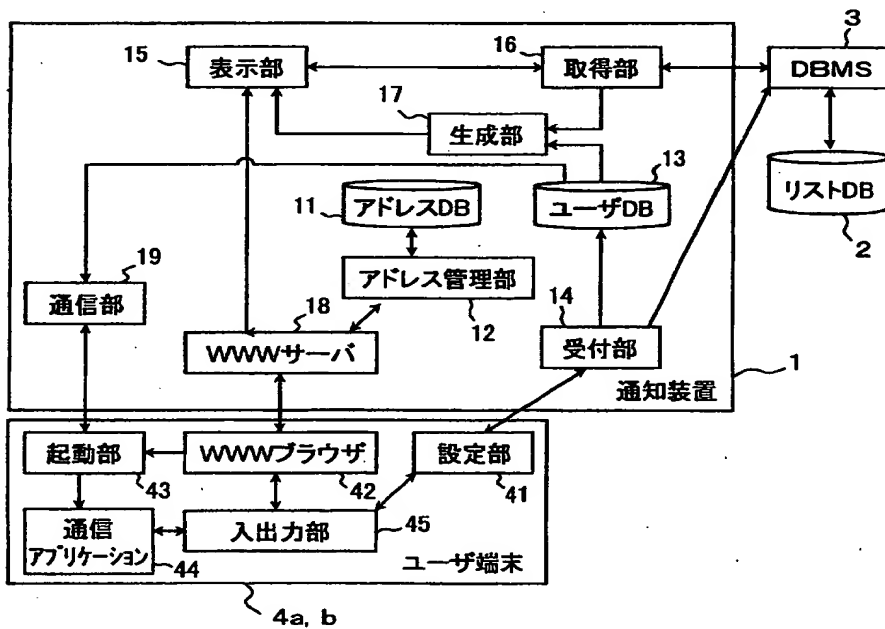 15
表示部
16
取得部
3
DBMS
17
生成部
13
ユーザDB
リストDB
2
11
アドレスDB
19
通信部
アドレス管理部
12
18
WWWサーバ
14
受付部
1
通知装置
起動部
43
WWWブラウザ
42
設定部
41
通信
アプリケーション
44
入出力部
45
ユーザ端末
4a, b